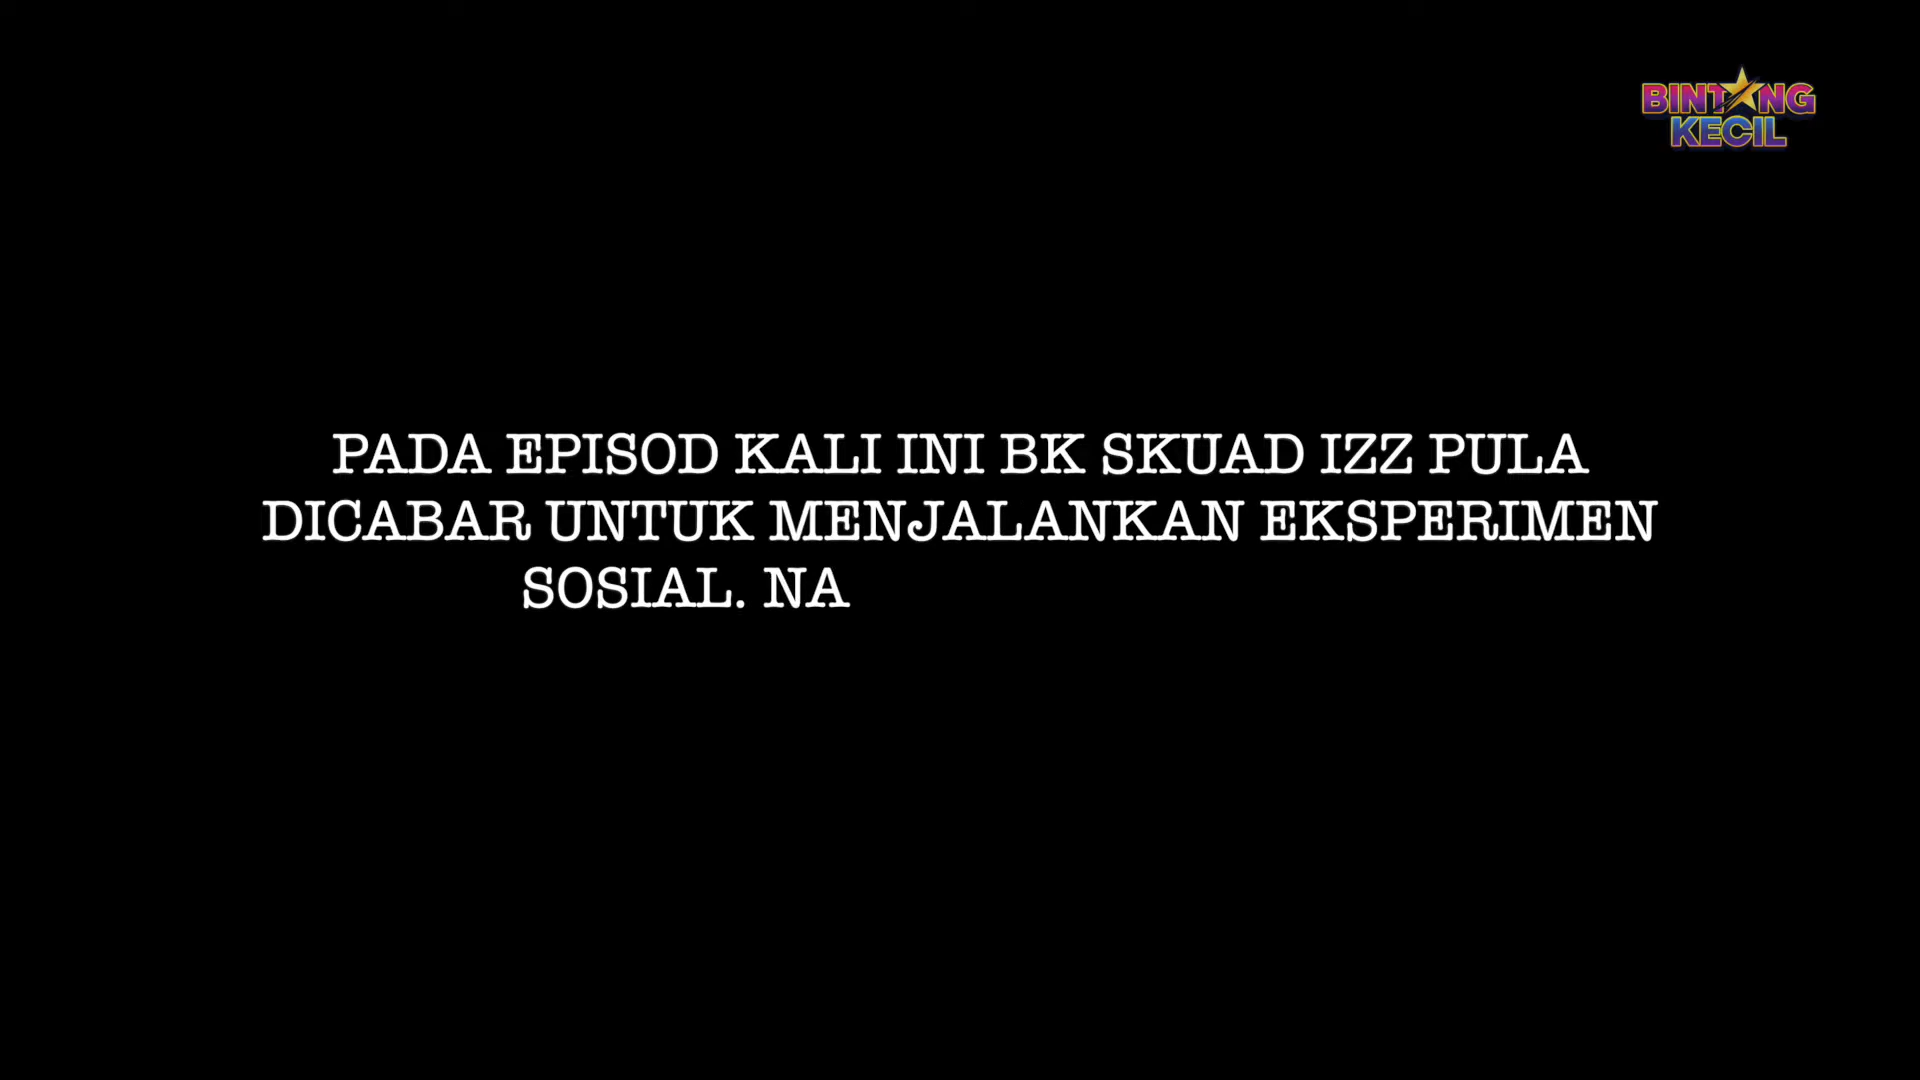 BINTANG
KECIL
PADA EPISOD KALI INI BK SKUAD IZZ PULA
DICABAR UNTUK MENJALANKAN EKSPERIMEN
SOSIAL. NA